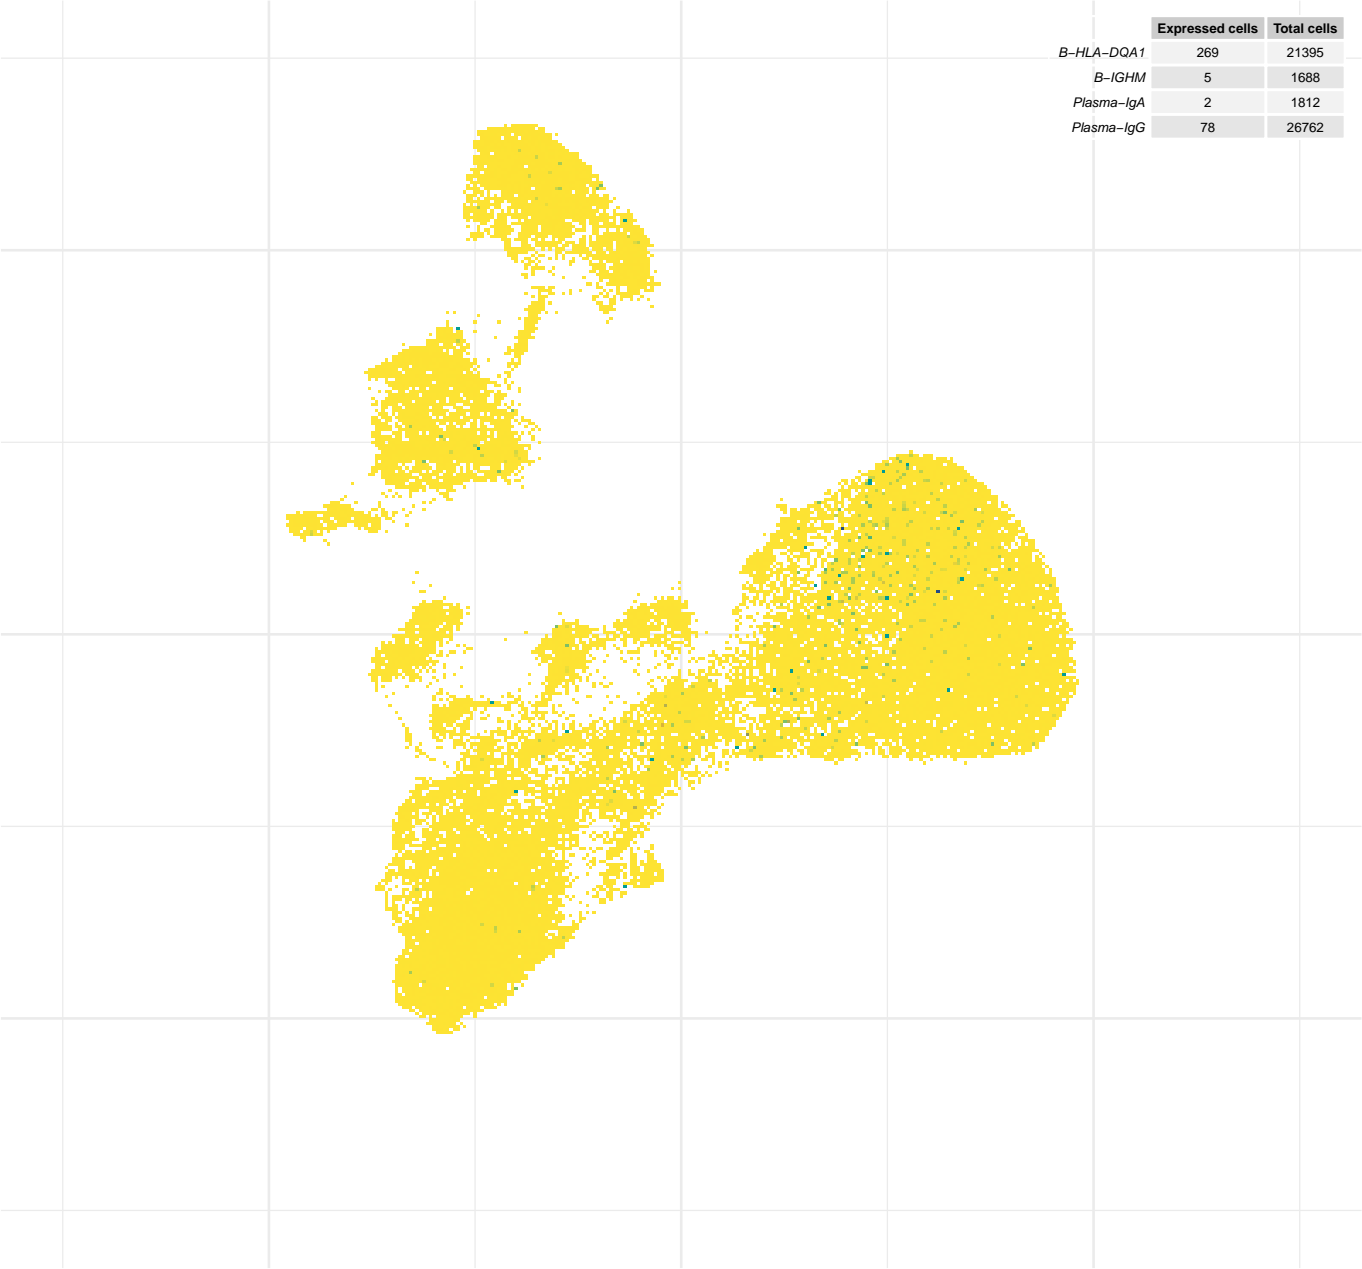 Expressed cells Total cells
B−HLA−DQA1 269 21395
B−IGHM 5 1688
Plasma−IgA 2 1812
Plasma−IgG 78 26762